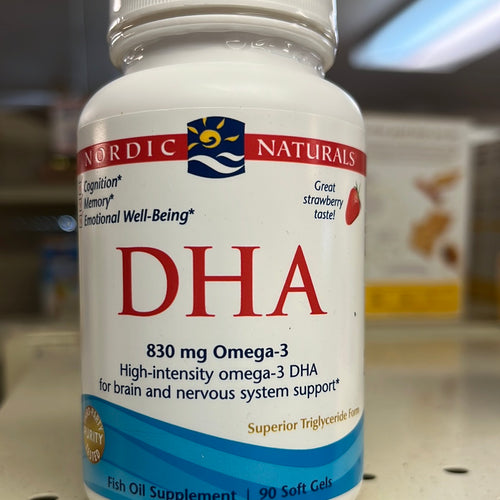 NORDIC NATURALS
Cognition*
Memory*
Emotional Well-Being*
Great
strawberry
taste!
DHA
830 mg Omega-3
High-intensity omega-3 DHA
for brain and nervous system support*
Superior Triglyceride Form
PURITY
Fish Oil Supplement | 90 Soft Gels